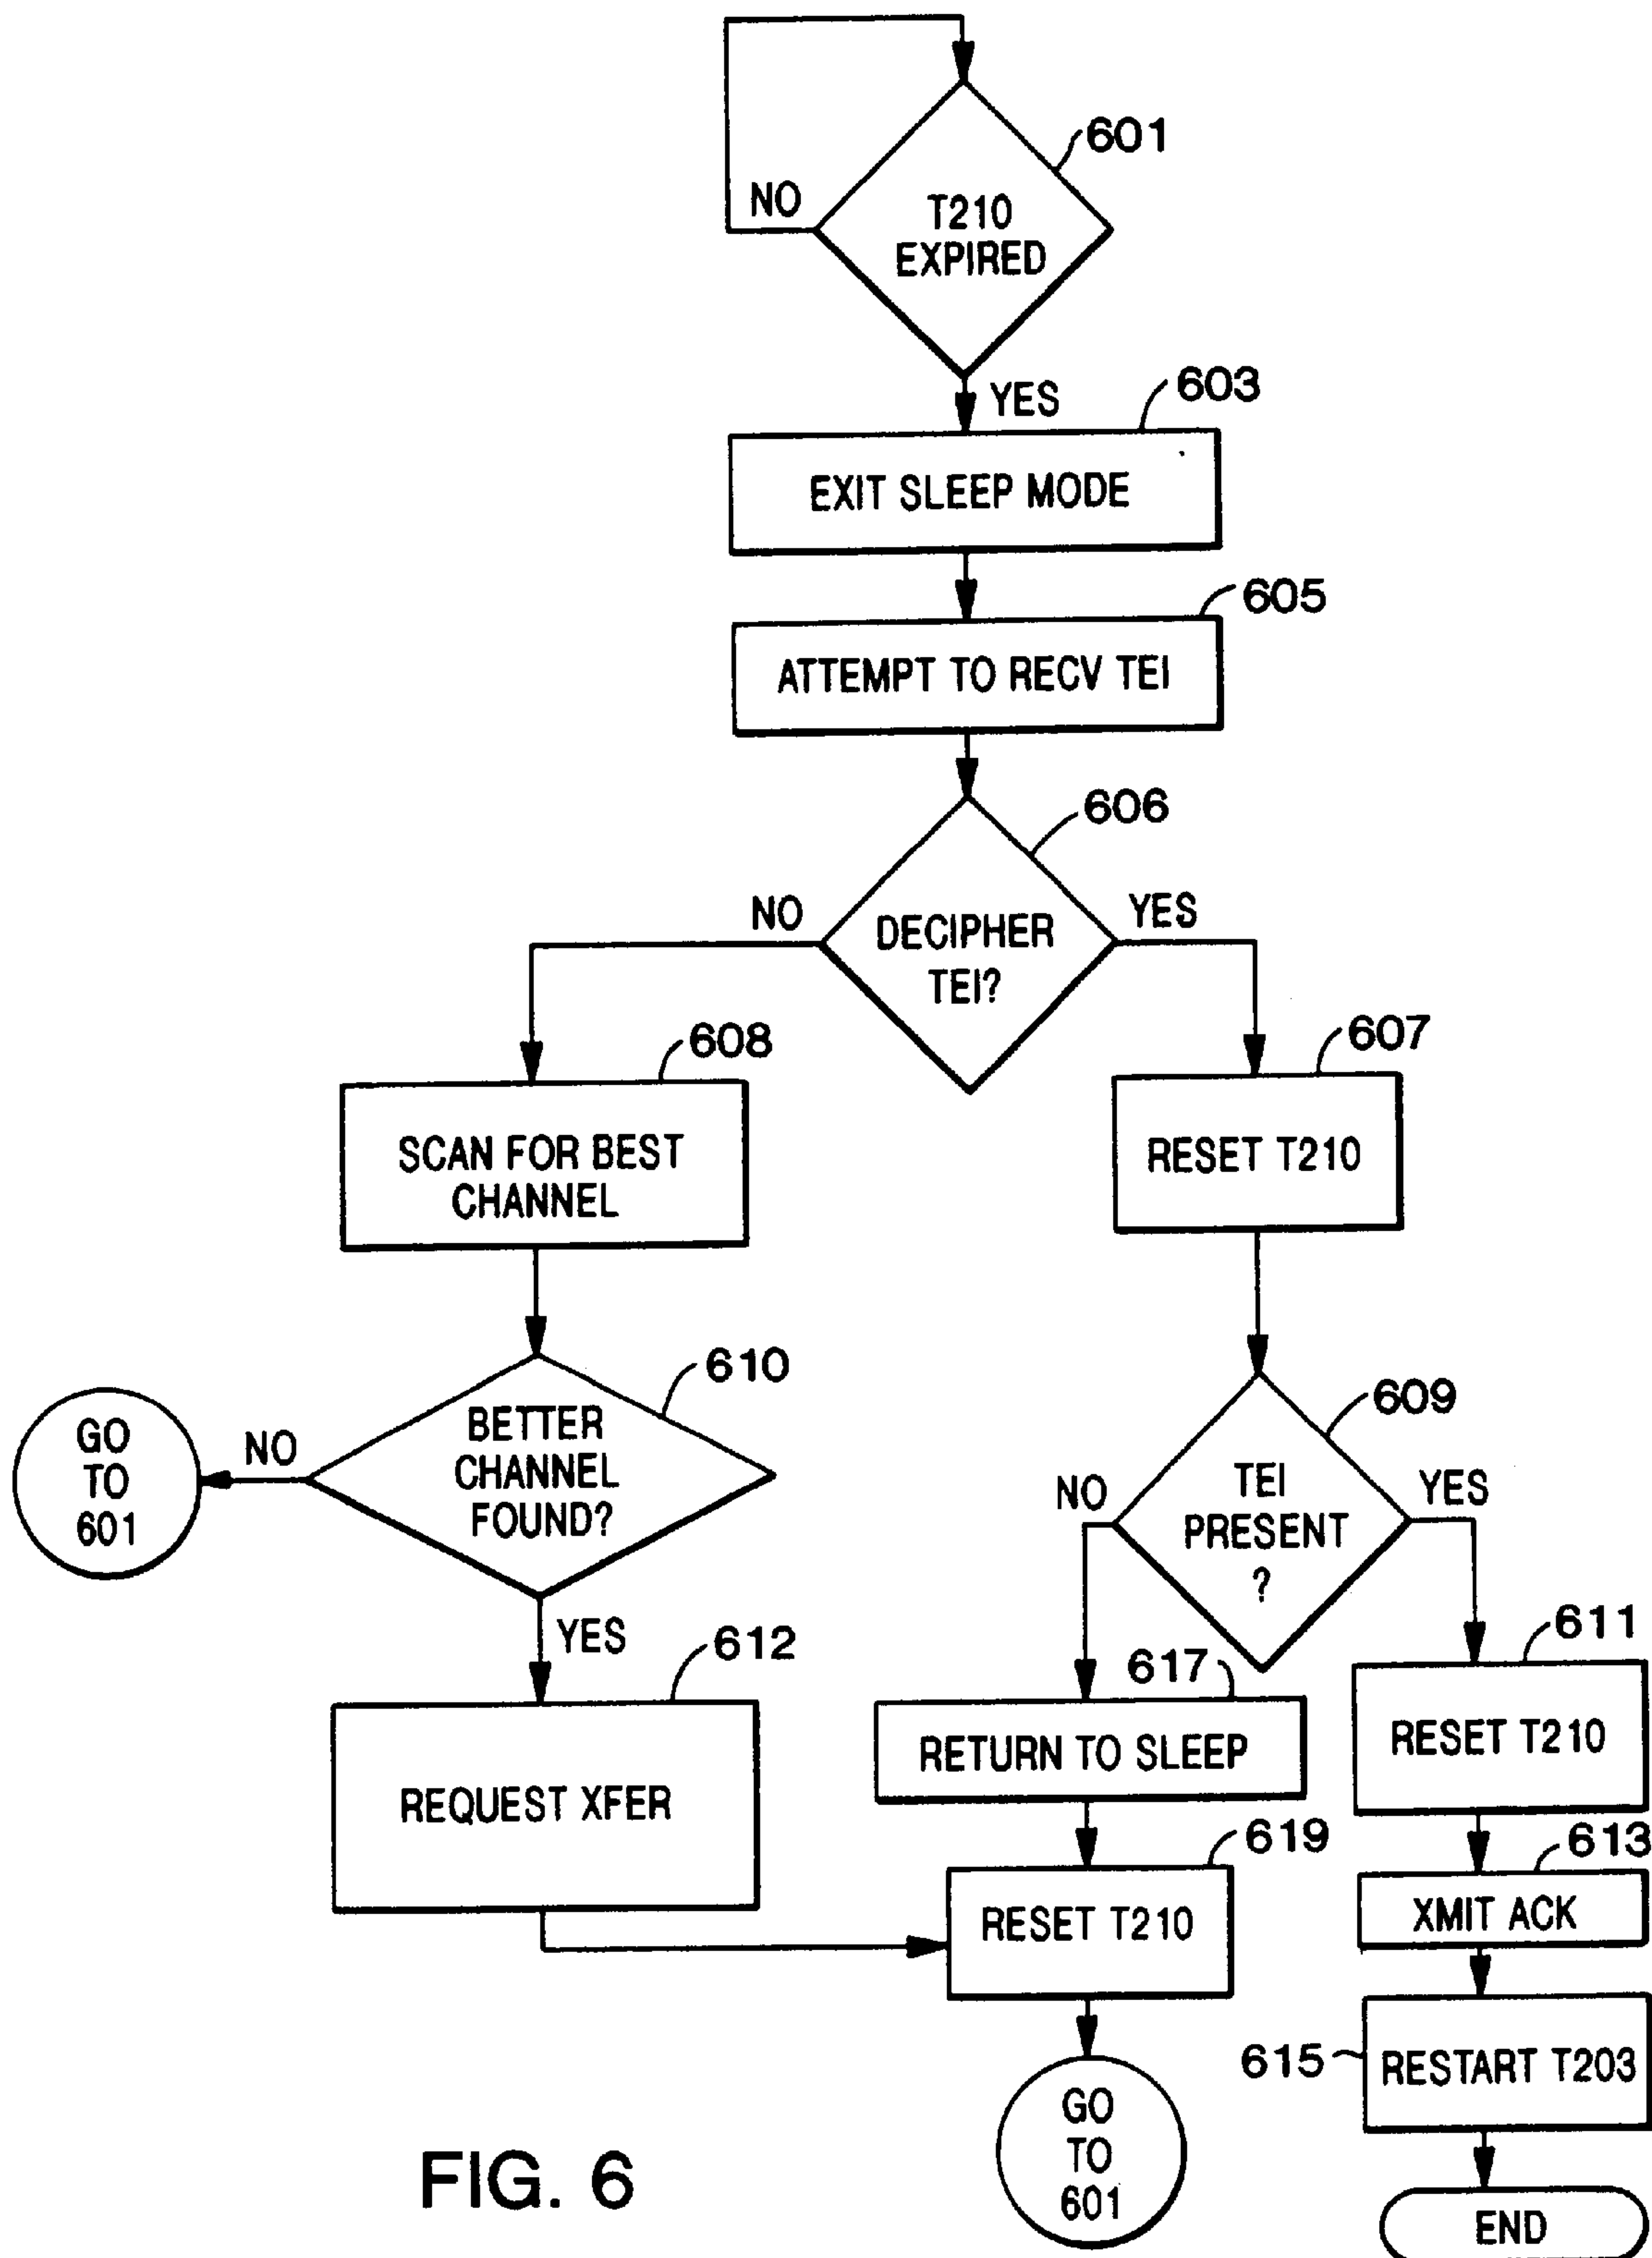 601
NO
T210
EXPIRED
YES
603
EXIT SLEEP MODE
605
ATTEMPT TO RECV TEI
606
NO
DECIPHER
TEI?
YES
608
SCAN FOR BEST
CHANNEL
607
RESET T210
610
BETTER
CHANNEL
FOUND?
NO
GO
TO
601
YES
612
REQUEST XFER
609
TEI
PRESENT
?
NO
YES
617
RETURN TO SLEEP
619
RESET T210
GO
TO
601
611
RESET T210
613
XMIT ACK
615
RESTART T203
END
FIG. 6